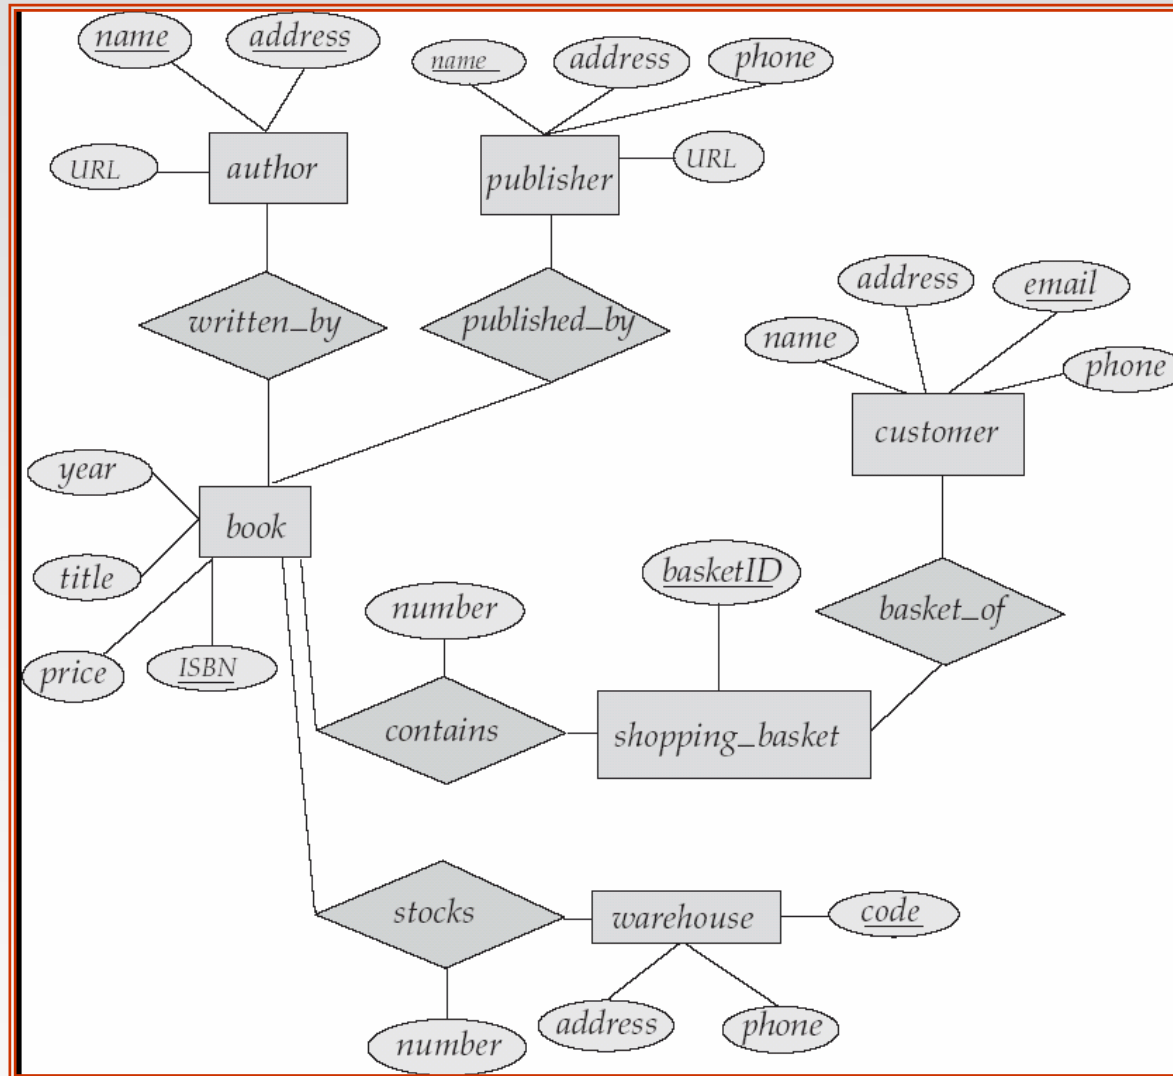 name
address
name
address
phone
URL
author
publisher
URL
written_by
published_by
address
email
name
phone
customer
year
book
title
price
ISBN
number
basketID
basket_of
contains
shopping_basket
stocks
warehouse
code
number
address
phone